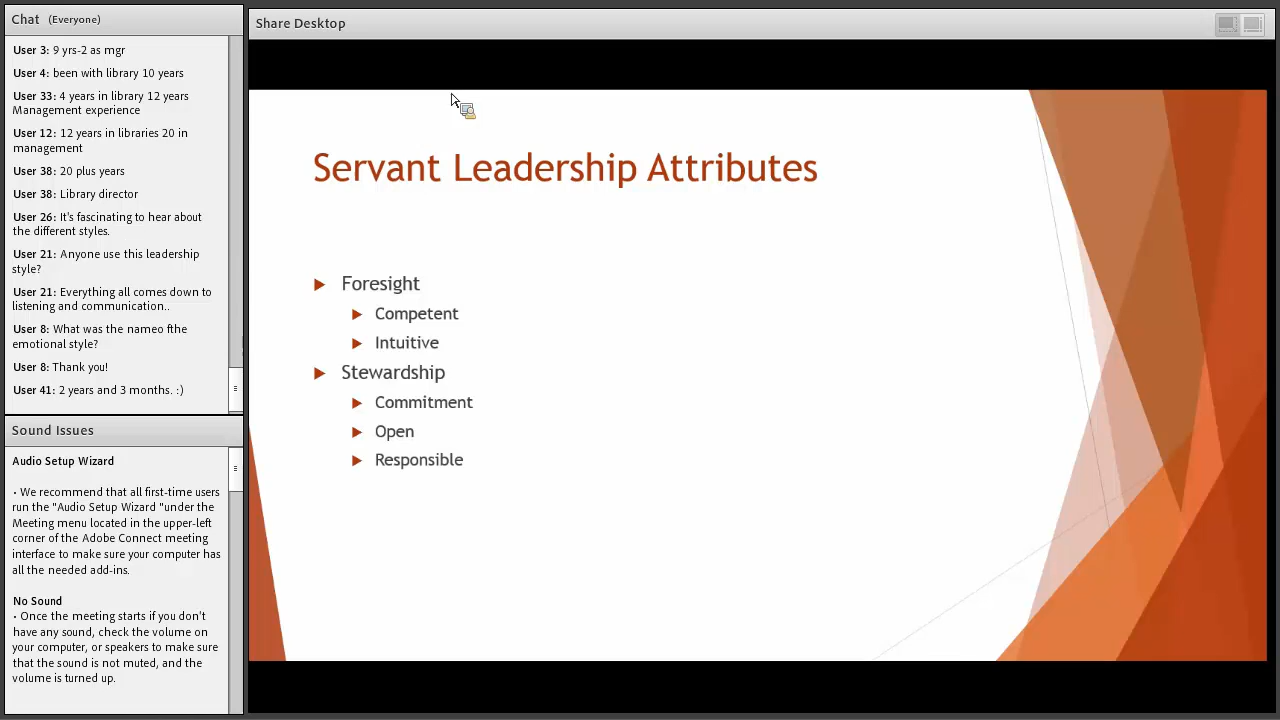 Chat (Everyone)
User 3: 9 yrs-2 as mgr
User 4: been with library 10 years
User 33: 4 years in library 12 years
Management experience
User 12: 12 years in libraries 20 in
management
User 38: 20 plus years
User 38: Library director
User 26: It's fascinating to hear about
the different styles.
User 21: Anyone use this leadership
style?
User 21: Everything all comes down to
listening and communication..
User 8: What was the nameo fthe
emotional style?
User 8: Thank you!
User 41: 2 years and 3 months. :)
Sound Issues
Audio Setup Wizard
• We recommend that all first-time users
run the "Audio Setup Wizard "under the
Meeting menu located in the upper-left
corner of the Adobe Connect meeting
interface to make sure your computer has
all the needed add-ins.
No Sound
• Once the meeting starts if you don't
have any sound, check the volume on
your computer, or speakers to make sure
that the sound is not muted, and the
volume is turned up.
Share Desktop
Servant Leadership Attributes
Foresight
Competent
Intuitive
Stewardship
Commitment
Open
Responsible